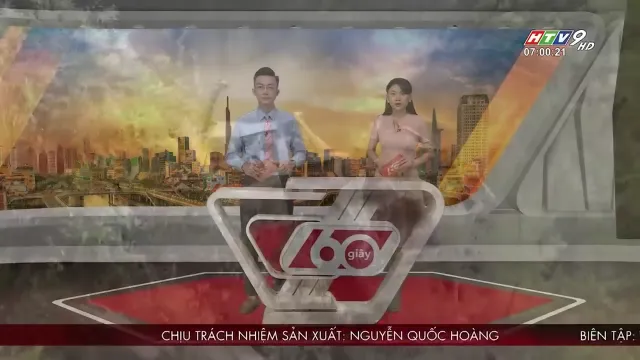 HTV9 HD
07:00:21
60 giây
CHỊU TRÁCH NHIỆM SẢN XUẤT: NGUYỄN QUỐC HOÀNG BIÊN TẬP: